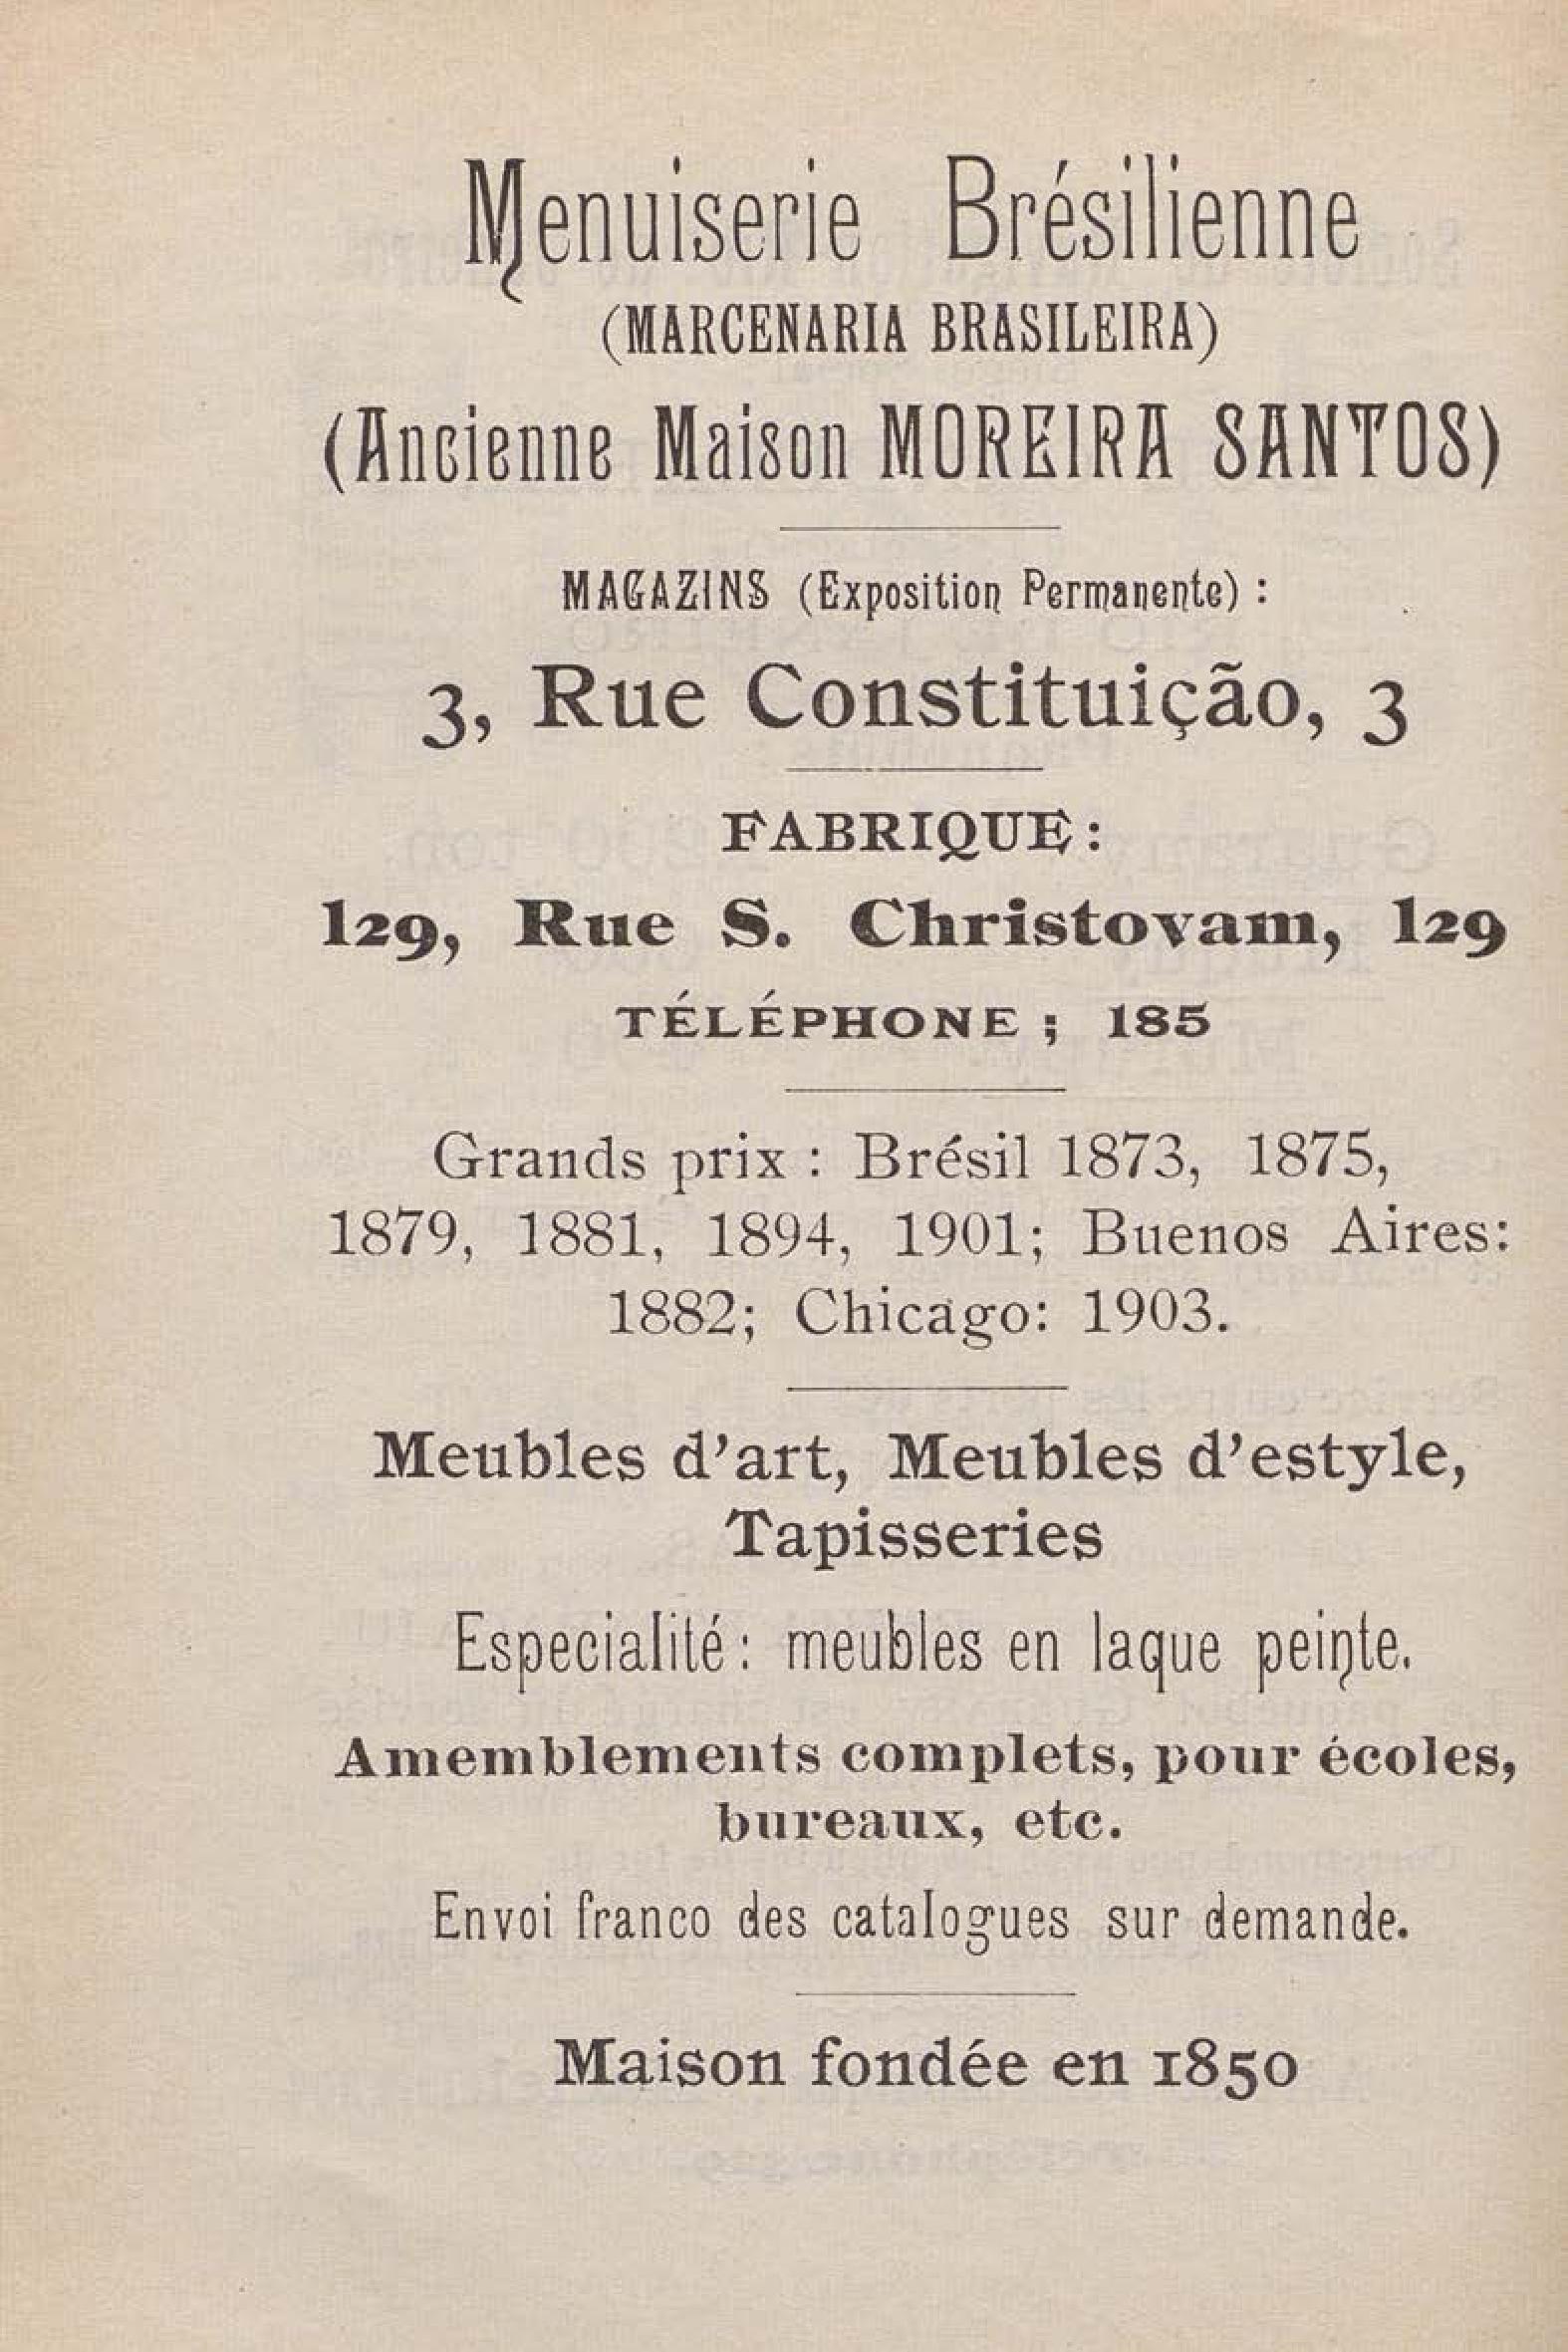 Menuiserie Brésilienne
(MARCENARIA BRASILEIRA)
(Ancienne Maison MOREIRA SANTOS)
MAGAZINS (Exposition Permanente) :
3, Rue Constituição, 3
FABRIQUE:
129, Rue S. Christovam, 129
TÉLÉPHONE ; 185
Grands prix : Brésil 1873, 1875,
1879, 1881, 1894, 1901; Buenos Aires:
1882; Chicago: 1903.
Meubles d'art, Meubles d'estyle,
Tapisseries
Especialité : meubles en laque peinte.
Amemblements complets, pour écoles,
bureaux, etc.
Envoi franco des catalogues sur demande.
Maison fondée en 1850